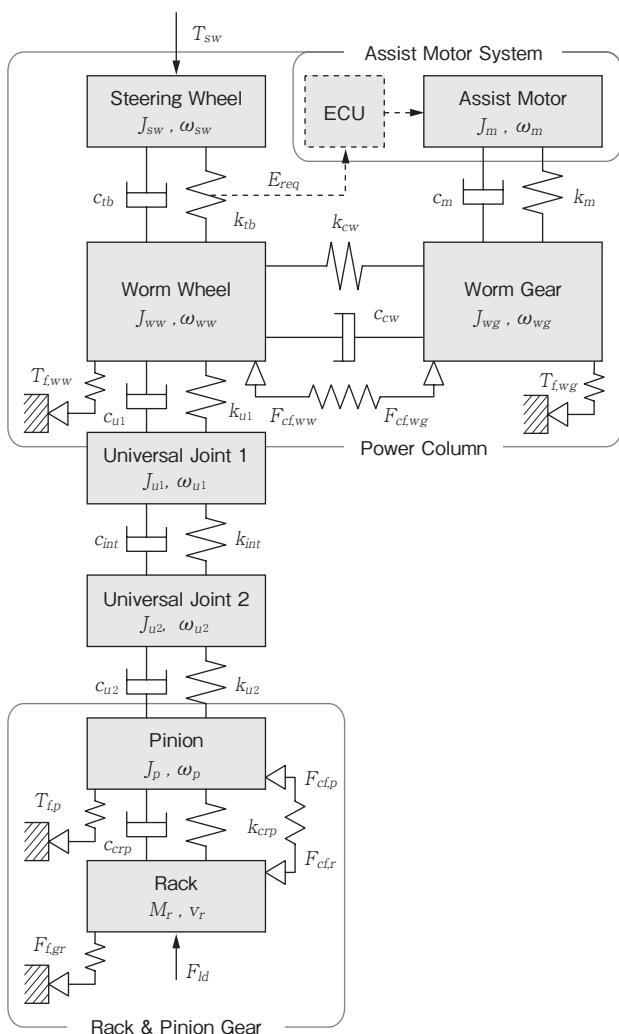 T_sw
Assist Motor System
Steering Wheel
J_sw , ω_sw
ECU
Assist Motor
J_m , ω_m
E_req
c_tb
k_tb
c_m
k_m
k_cw
Worm Wheel
J_ww , ω_ww
c_cw
Worm Gear
J_wg , ω_wg
T_f,ww
c_u1
k_u1
F_cf,ww
F_cf,wg
T_f,wg
Power Column
Universal Joint 1
J_u1, ω_u1
c_int
k_int
Universal Joint 2
J_u2, ω_u2
c_u2
k_u2
Pinion
J_p , ω_p
F_cf,p
T_f,p
c_crp
k_crp
F_cf,r
Rack
M_r , v_r
F_f,gr
F_ld
Rack & Pinion Gear